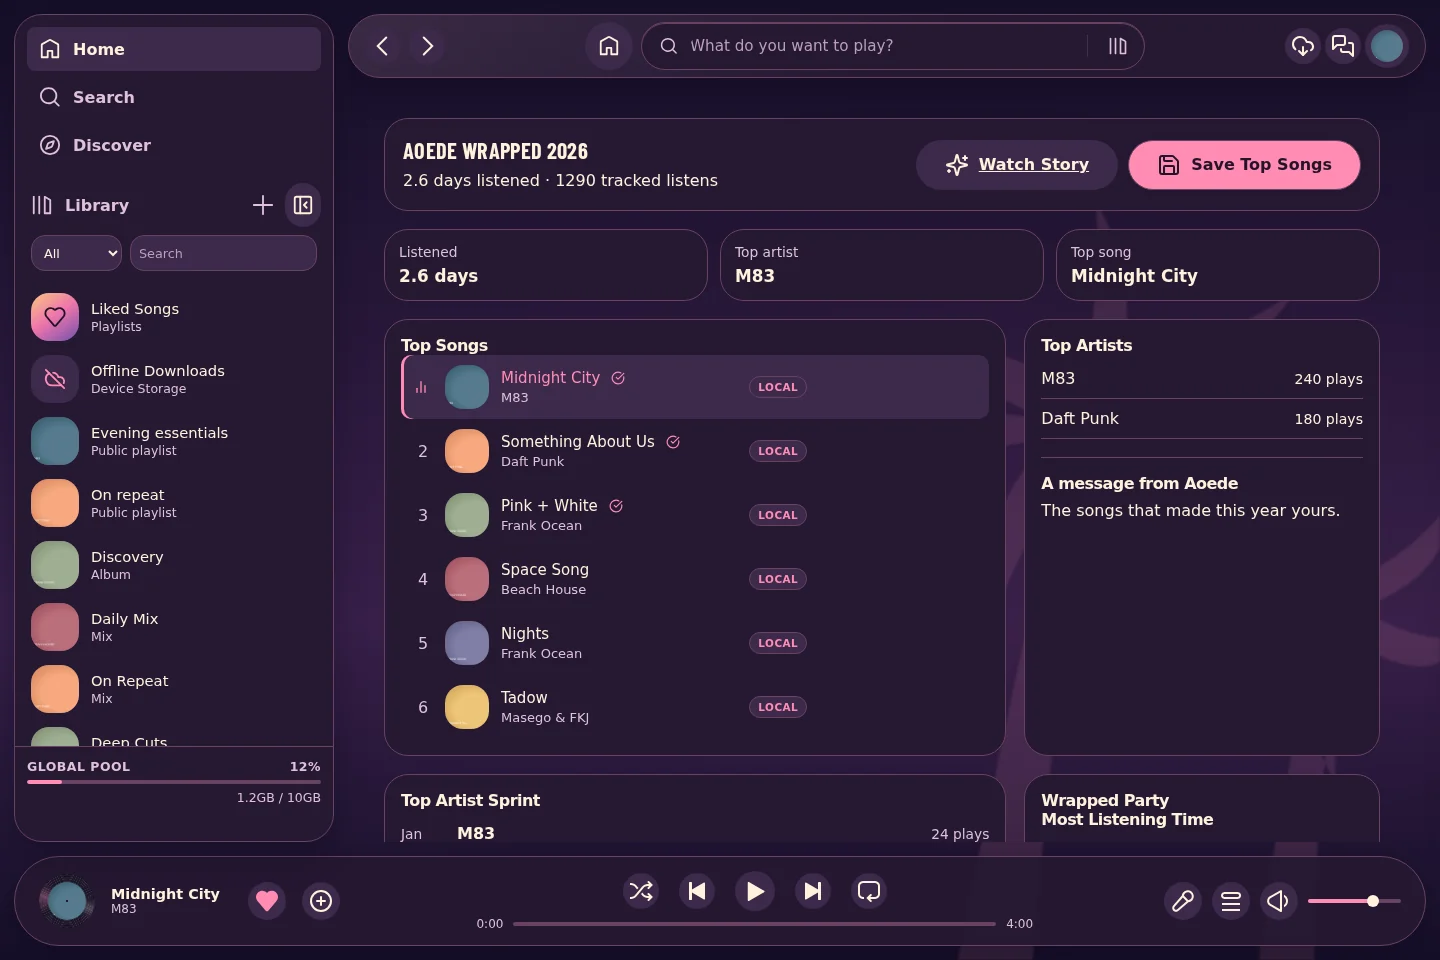 Home
Search
Discover
Library
All
Search
Liked Songs
Playlists
Offline Downloads
Device Storage
Evening essentials
Public playlist
On repeat
Public playlist
Discovery
Album
Daily Mix
Mix
On Repeat
Mix
Deep Cuts
GLOBAL POOL 12%
1.2GB / 10GB
What do you want to play?
AOEDE WRAPPED 2026
2.6 days listened · 1290 tracked listens
Watch Story
Save Top Songs
Listened
2.6 days
Top artist
M83
Top song
Midnight City
Top Songs
Midnight City
M83
LOCAL
2
Something About Us
Daft Punk
LOCAL
3
Pink + White
Frank Ocean
LOCAL
4
Space Song
Beach House
LOCAL
5
Nights
Frank Ocean
LOCAL
6
Tadow
Masego & FKJ
LOCAL
Top Artists
M83 240 plays
Daft Punk 180 plays
A message from Aoede
The songs that made this year yours.
Top Artist Sprint
Jan M83 24 plays
Wrapped Party
Most Listening Time
Midnight City
M83
0:00
4:00